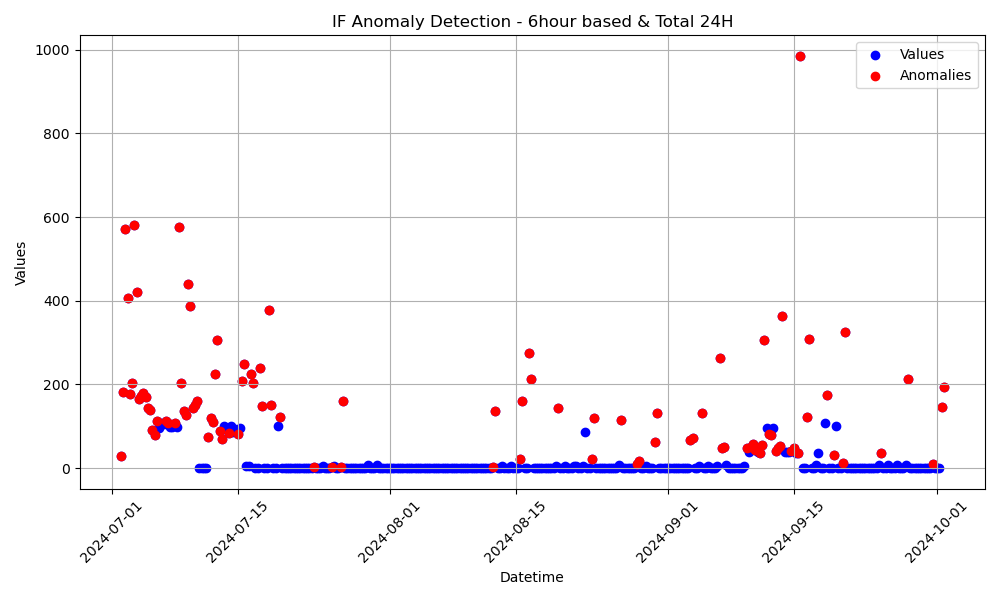 IF Anomaly Detection - 6hour based & Total 24H
Values
Anomalies
1000
800
600
400
200
0
Values
2024-07-01
2024-07-15
2024-08-01
2024-08-15
2024-09-01
2024-09-15
2024-10-01
Datetime